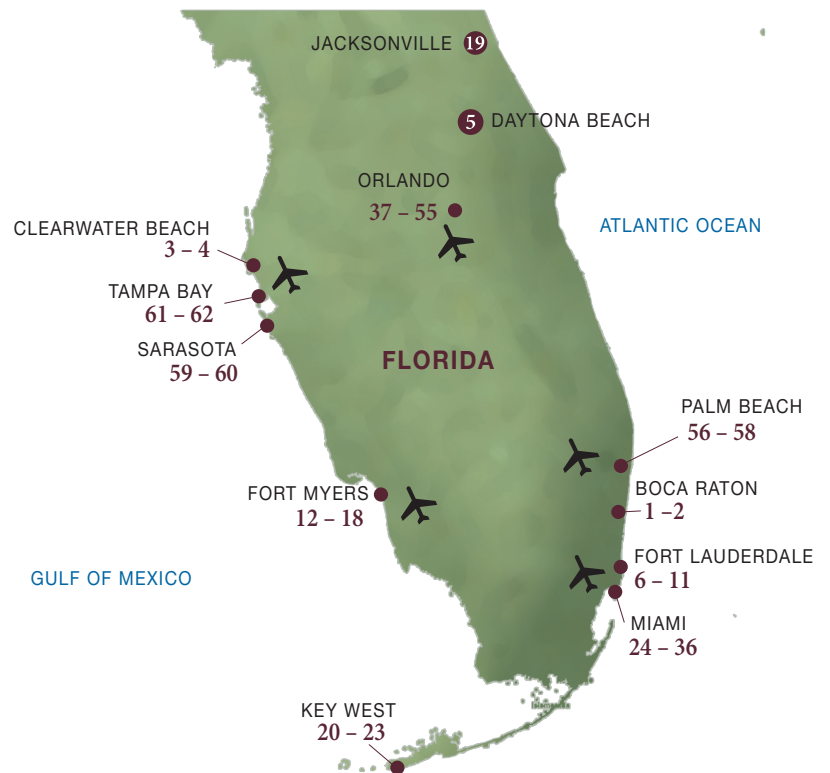 JACKSONVILLE 19
5 DAYTONA BEACH
ORLANDO
37 – 55
ATLANTIC OCEAN
CLEARWATER BEACH
3 – 4
TAMPA BAY
61 – 62
SARASOTA
59 – 60
FLORIDA
PALM BEACH
56 – 58
BOCA RATON
1 –2
FORT MYERS
12 – 18
FORT LAUDERDALE
6 – 11
GULF OF MEXICO
MIAMI
24 – 36
KEY WEST
20 – 23
Islamorada